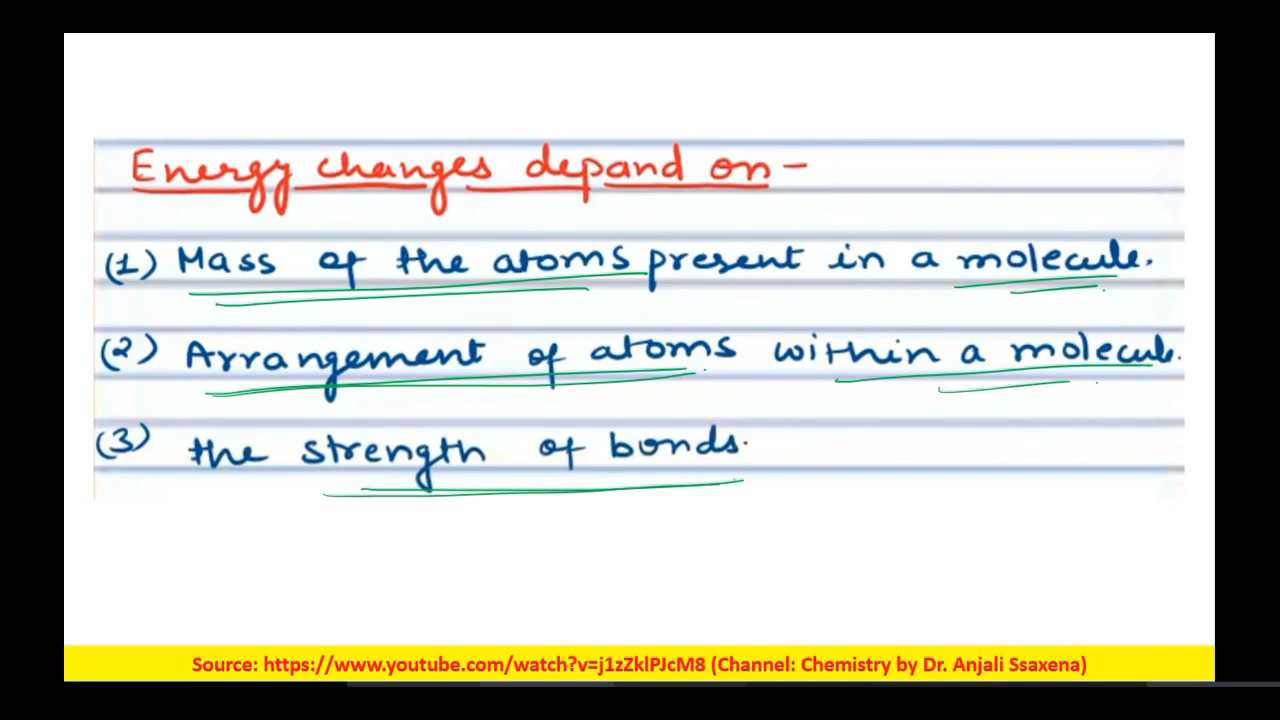 Energy changes depand on -
(1) Mass of the atoms present in a molecule.
(2) Arrangement of atoms within a molecule.
(3) the strength of bonds.
Source: https://www.youtube.com/watch?v=j1zZklPJcM8 (Channel: Chemistry by Dr. Anjali Ssaxena)